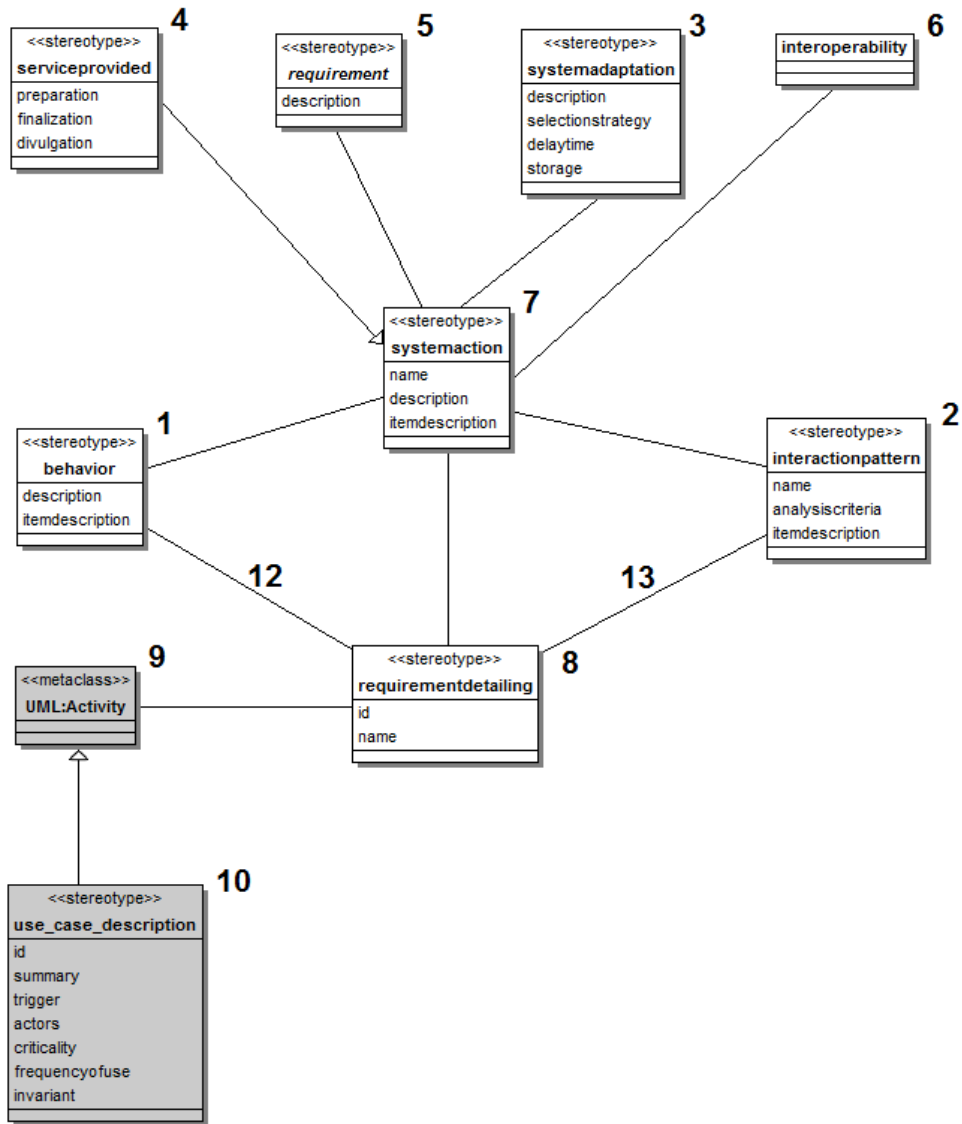 4
<<stereotype>>
serviceprovided
preparation
finalization
divulgation
5
<<stereotype>>
requirement
description
3
<<stereotype>>
systemadaptation
description
selectionstrategy
delaytime
storage
6
interoperability
7
<<stereotype>>
systemaction
name
description
itemdescription
1
<<stereotype>>
behavior
description
itemdescription
2
<<stereotype>>
interactionpattern
name
analysiscriteria
itemdescription
12
13
8
<<stereotype>>
requirementdetailing
id
name
9
<<metaclass>>
UML:Activity
10
<<stereotype>>
use_case_description
id
summary
trigger
actors
criticality
frequencyofuse
invariant